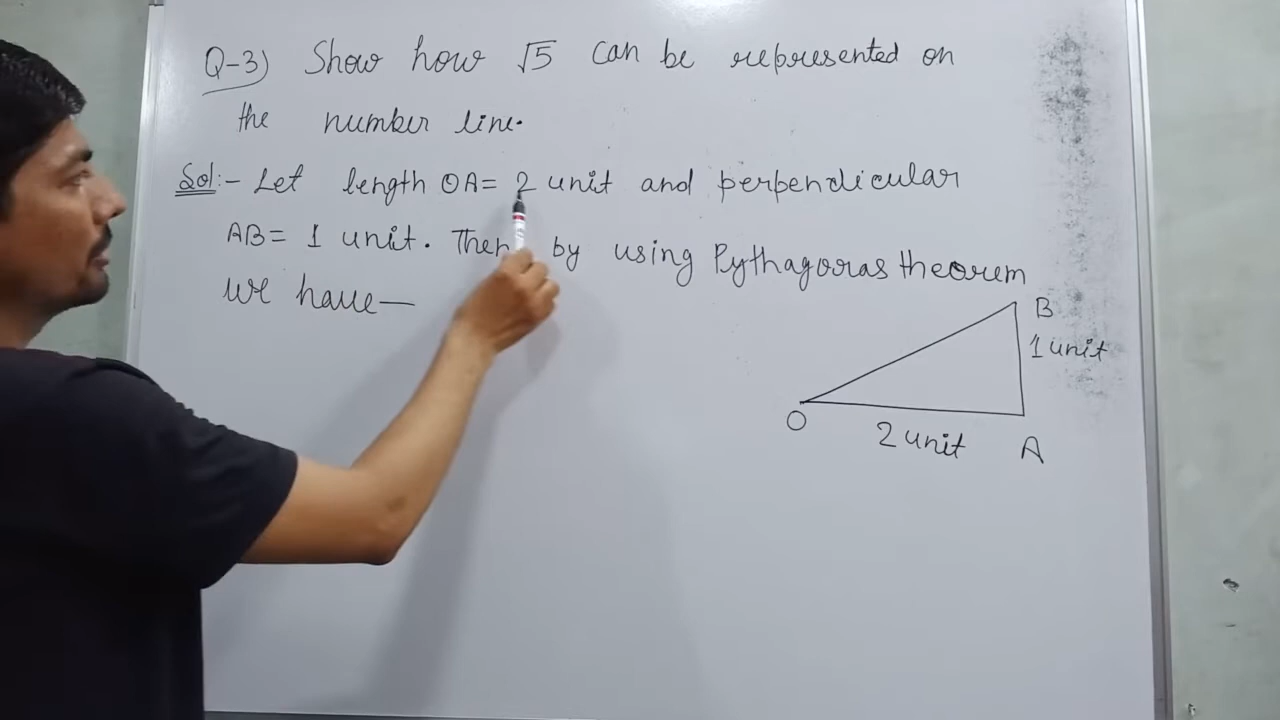 Q-3) Show how √5 can be represented on
the number line.
Sol:- Let length OA= 2 unit and perpendicular
AB= 1 unit. Then by using Pythagoras theorem
we have—
B
1 unit
O
2 unit
A